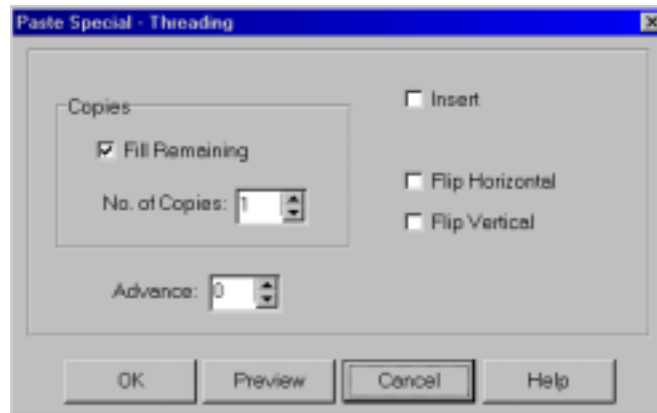 Paste Special - Threading
Copies
Fill Remaining
No. of Copies: 1
Advance: 0
Insert
Flip Horizontal
Flip Vertical
OK Preview Cancel Help